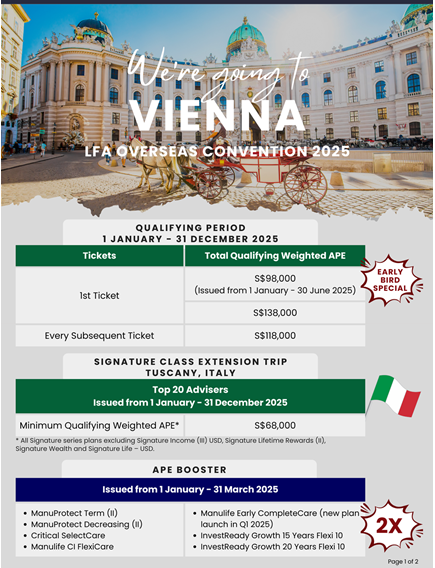 We're going to
VIENNA
LFA OVERSEAS CONVENTION 2025
QUALIFYING PERIOD
1 JANUARY - 31 DECEMBER 2025
Tickets
Total Qualifying Weighted APE
1st Ticket
S$98,000
(Issued from 1 January - 30 June 2025)
EARLY
BIRD
SPECIAL
S$138,000
Every Subsequent Ticket
S$118,000
SIGNATURE CLASS EXTENSION TRIP
TUSCANY, ITALY
Top 20 Advisers
Issued from 1 January - 31 December 2025
Minimum Qualifying Weighted APE*
S$68,000
* All Signature series plans excluding Signature Income (III) USD, Signature Lifetime Rewards (II),
Signature Wealth and Signature Life – USD.
APE BOOSTER
Issued from 1 January - 31 March 2025
• ManuProtect Term (II)
• ManuProtect Decreasing (II)
• Critical SelectCare
• Manulife CI FlexiCare
• Manulife Early CompleteCare (new plan
launch in Q1 2025)
• InvestReady Growth 15 Years Flexi 10
• InvestReady Growth 20 Years Flexi 10
2X
Page 1 of 2